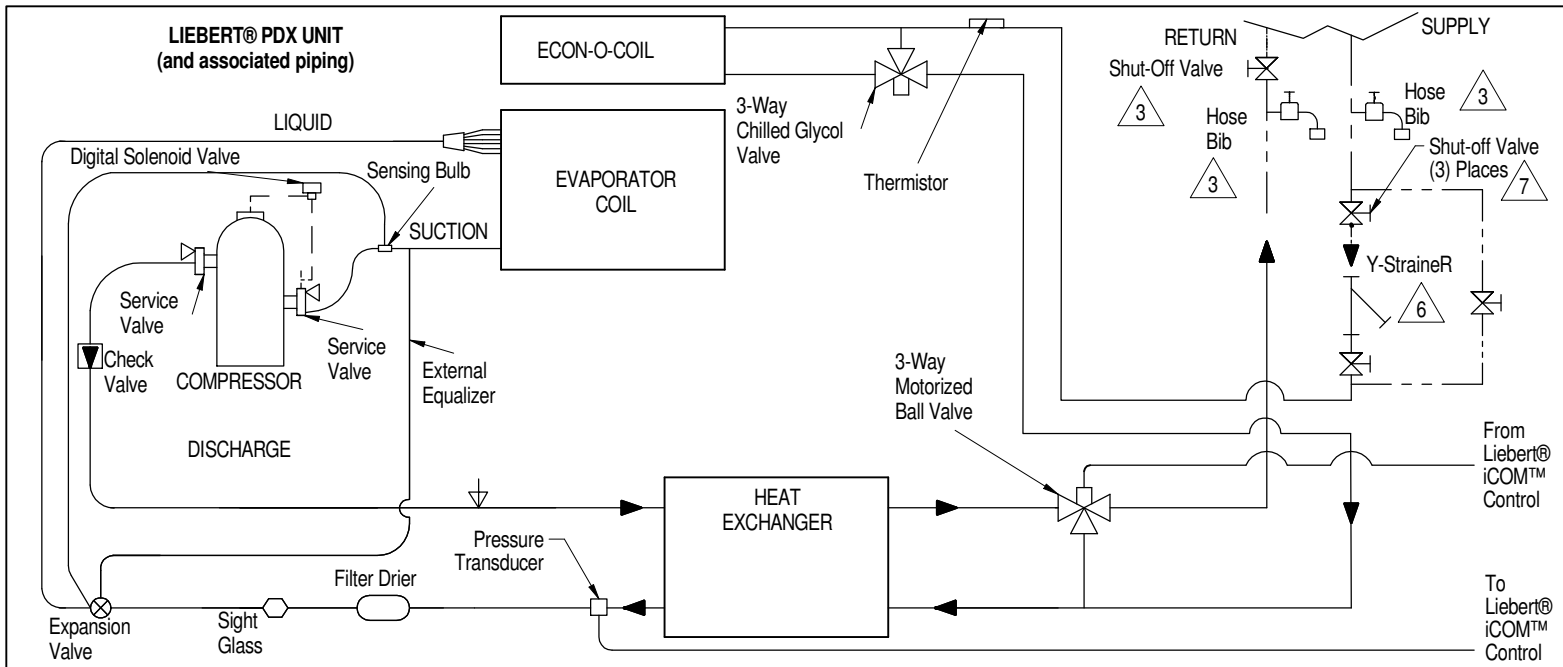 LIEBERT® PDX UNIT
(and associated piping)
ECON-O-COIL
RETURN
SUPPLY
Shut-Off Valve
3
Hose
Bib
3
Hose
Bib
3
3-Way
Chilled Glycol
Valve
Thermistor
Shut-off Valve
(3) Places
7
LIQUID
Digital Solenoid Valve
Sensing Bulb
EVAPORATOR
COIL
SUCTION
Y-StraineR
6
Service
Valve
Service
Valve
Check
Valve
COMPRESSOR
External
Equalizer
3-Way
Motorized
Ball Valve
DISCHARGE
From
Liebert®
iCOM™
Control
HEAT
EXCHANGER
Pressure
Transducer
Filter Drier
Sight
Glass
Expansion
Valve
To
Liebert®
iCOM™
Control